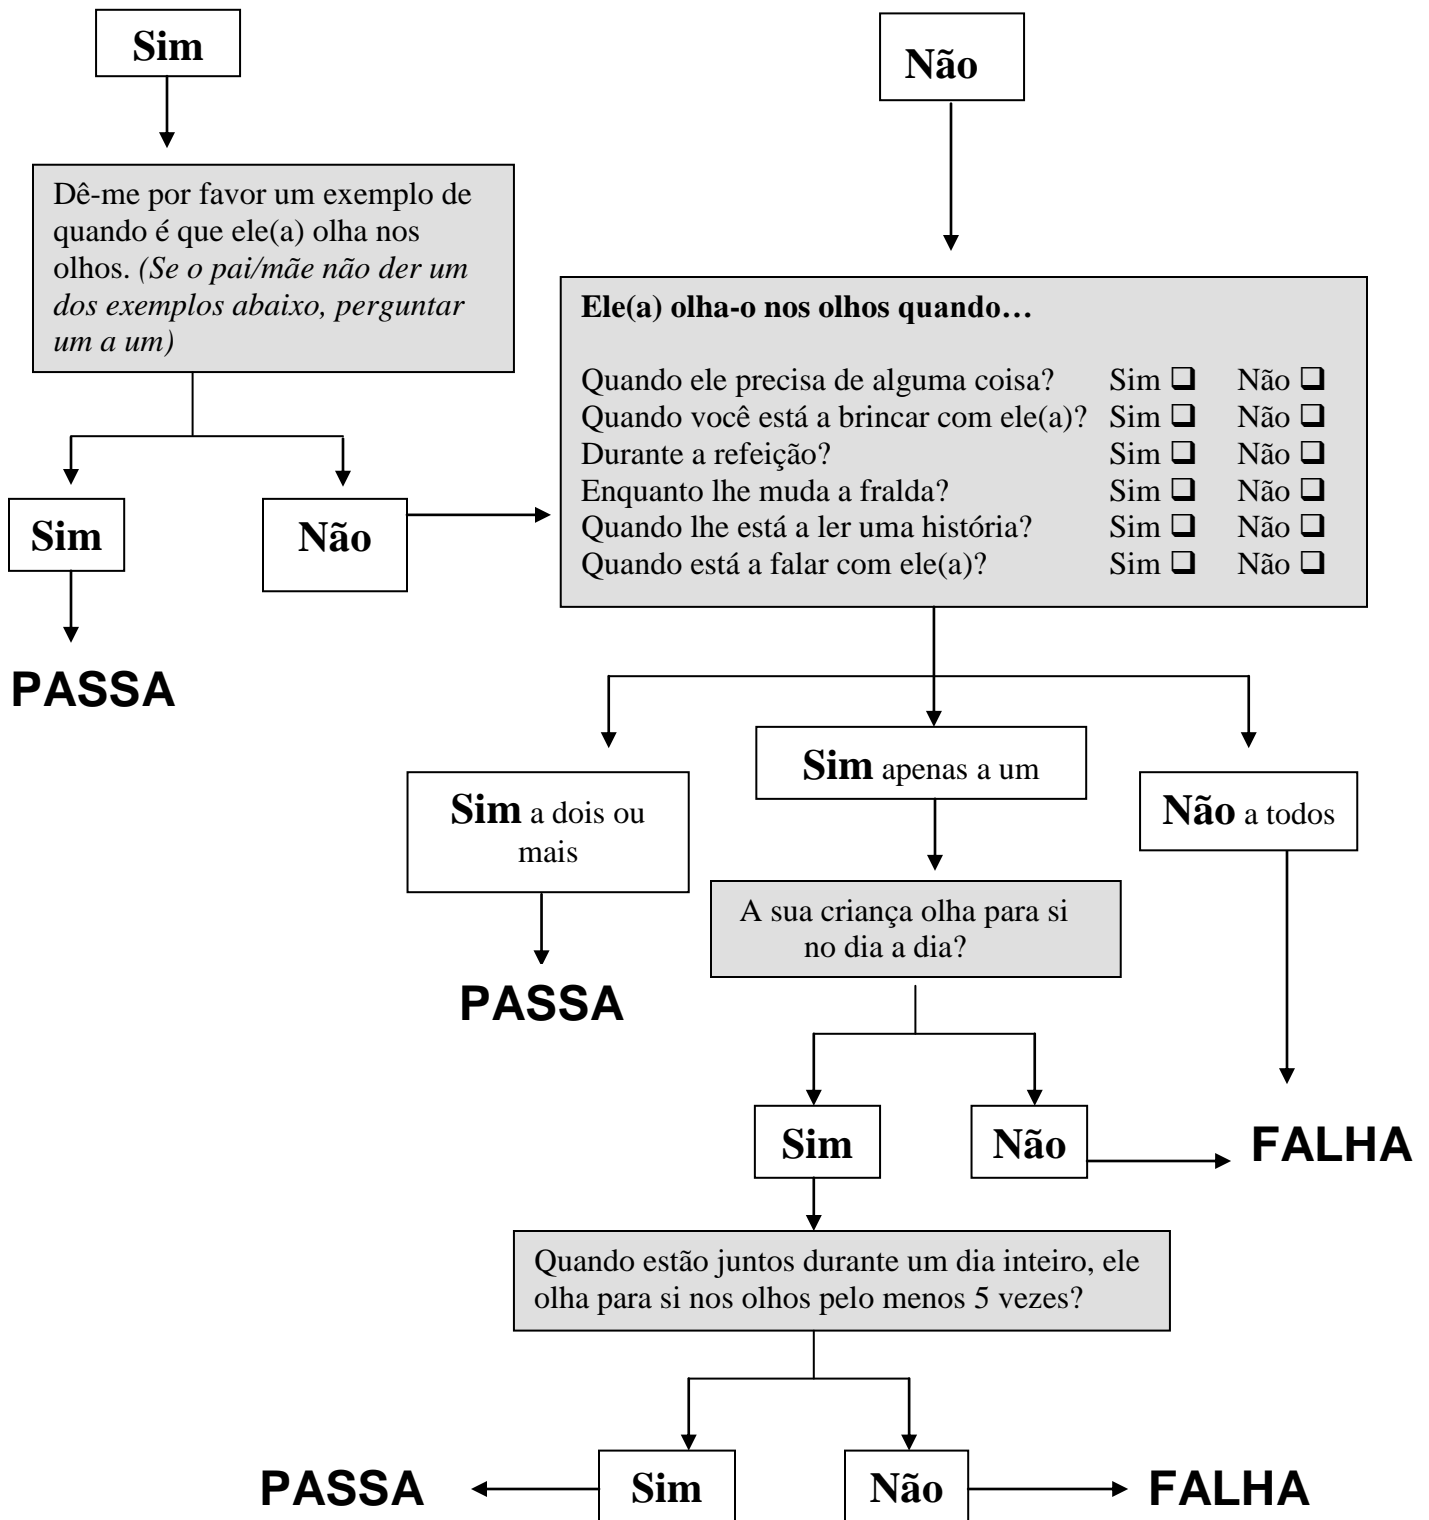 Sim
Não
Dê-me por favor um exemplo de
quando é que ele(a) olha nos
olhos. (Se o pai/mãe não der um
dos exemplos abaixo, perguntar
um a um)
Ele(a) olha-o nos olhos quando…
Quando ele precisa de alguma coisa? Sim ❑ Não ❑
Quando você está a brincar com ele(a)? Sim ❑ Não ❑
Durante a refeição? Sim ❑ Não ❑
Enquanto lhe muda a fralda? Sim ❑ Não ❑
Quando lhe está a ler uma história? Sim ❑ Não ❑
Quando está a falar com ele(a)? Sim ❑ Não ❑
Sim
Não
PASSA
Sim a dois ou
mais
Sim apenas a um
Não a todos
PASSA
A sua criança olha para si
no dia a dia?
Sim
Não
FALHA
Quando estão juntos durante um dia inteiro, ele
olha para si nos olhos pelo menos 5 vezes?
PASSA
Sim
Não
FALHA